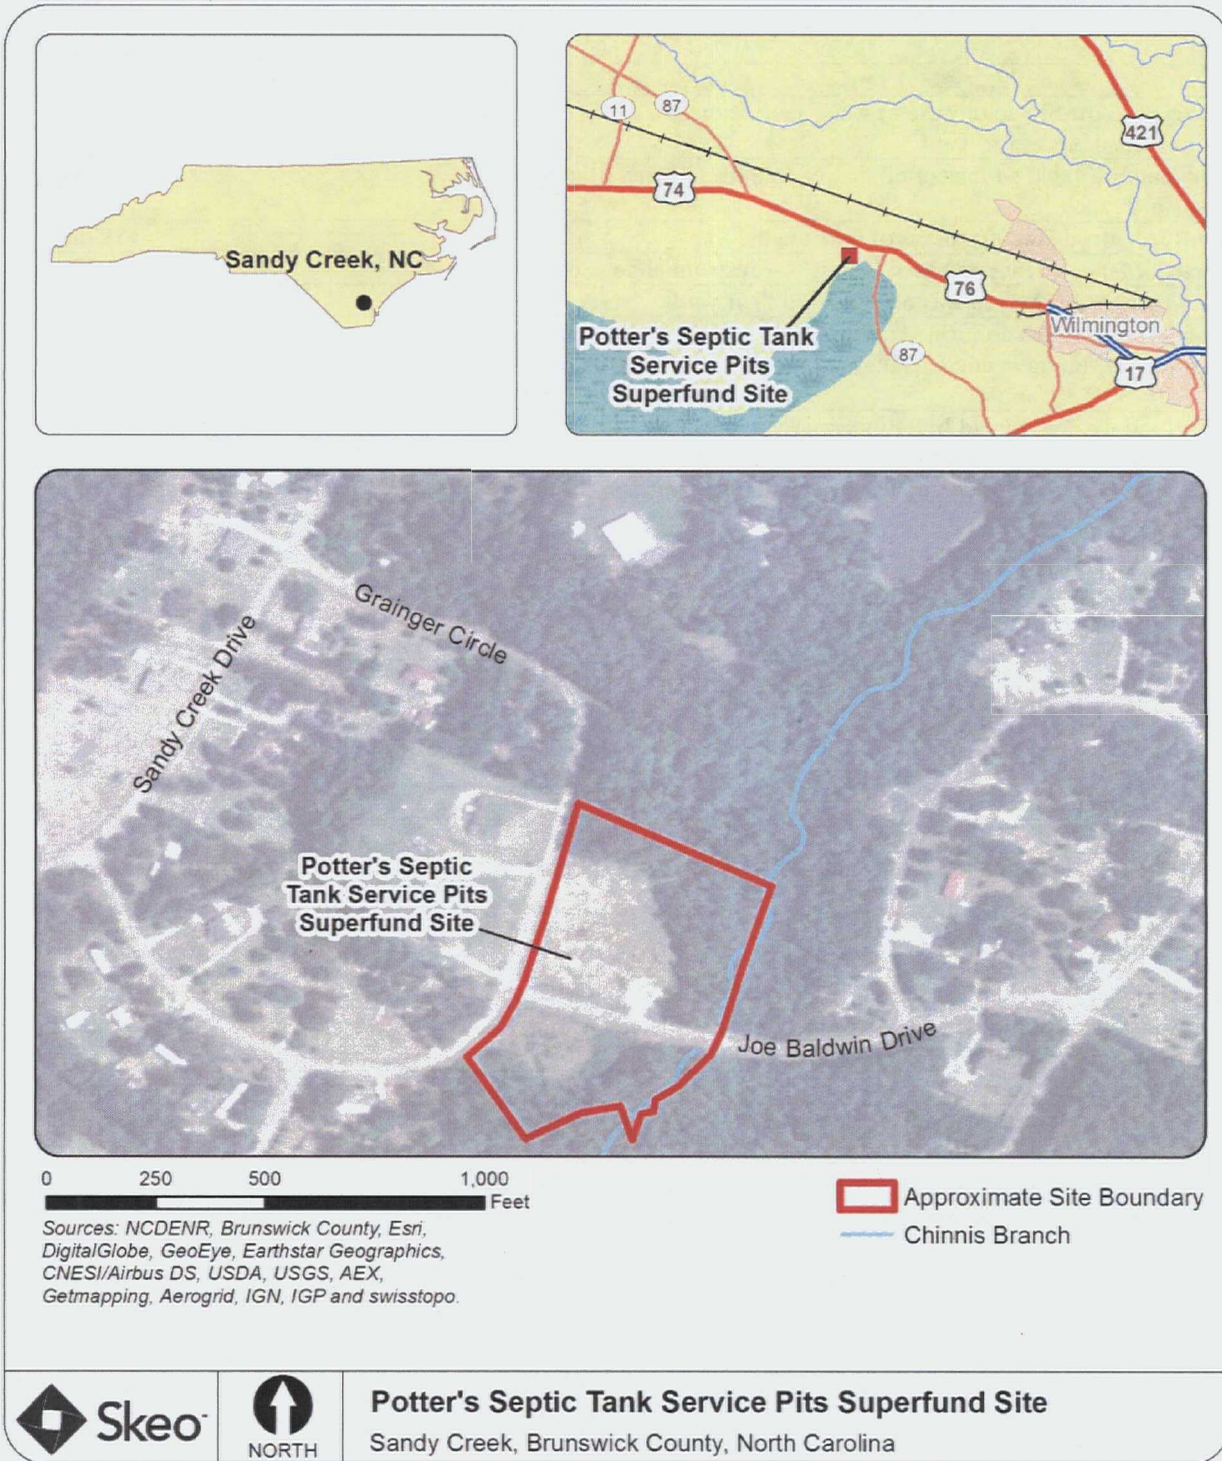 Sandy Creek, NC
11
87
421
74
76
Potter's Septic Tank
Service Pits
Superfund Site
Wilmington
87
17
Grainger Circle
Sandy Creek Drive
Potter's Septic
Tank Service Pits
Superfund Site
Joe Baldwin Drive
0 250 500 1,000
Feet
Sources: NCDENR, Brunswick County, Esri,
DigitalGlobe, GeoEye, Earthstar Geographics,
CNESI/Airbus DS, USDA, USGS, AEX,
Getmapping, Aerogrid, IGN, IGP and swisstopo.
Approximate Site Boundary
Chinnis Branch
Skeo
NORTH
Potter's Septic Tank Service Pits Superfund Site
Sandy Creek, Brunswick County, North Carolina